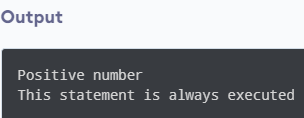 Output
Positive number
This statement is always executed